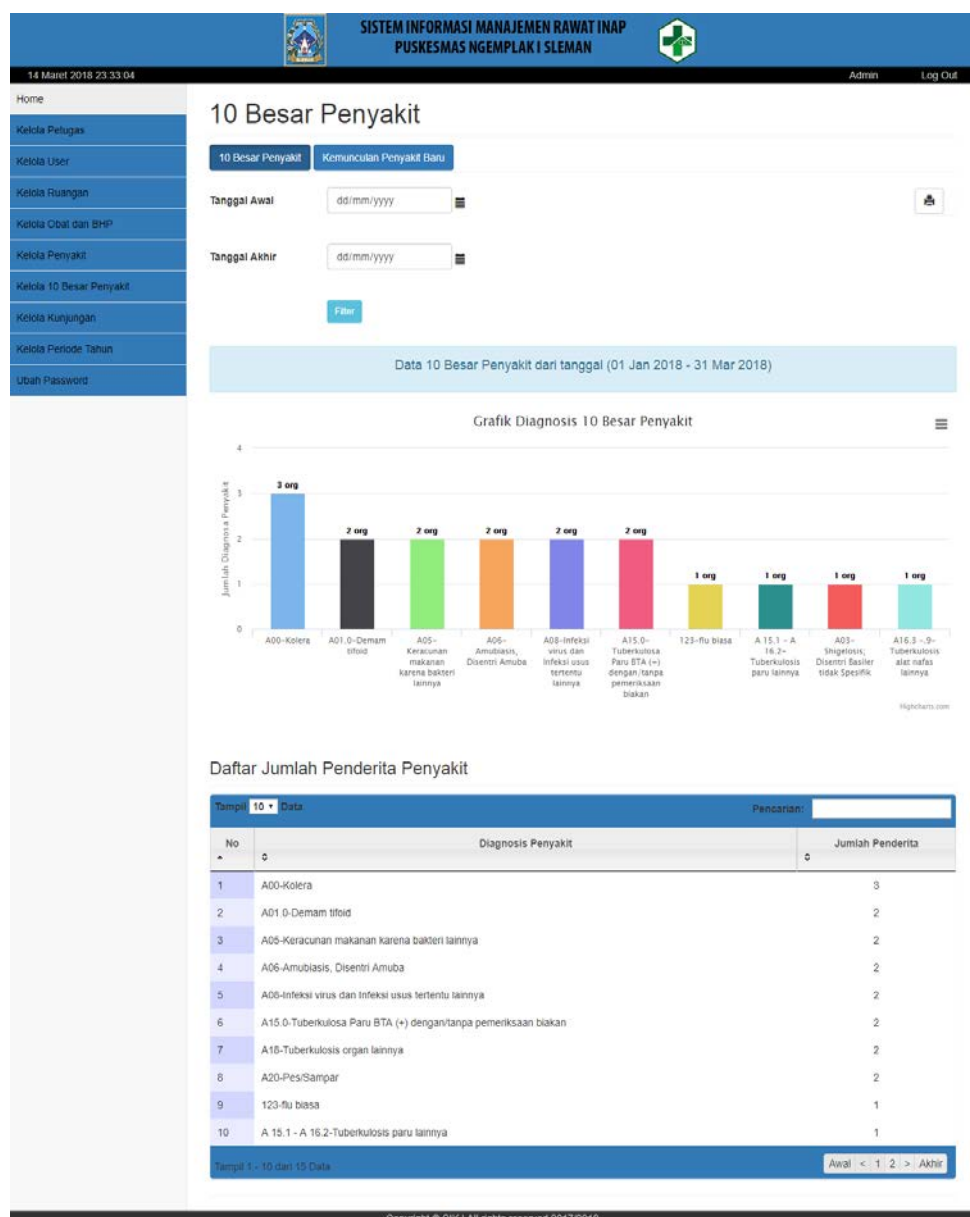 SISTEM INFORMASI MANAJEMEN RAWAT INAP
PUSKESMAS NGEMPLAK I SLEMAN
14 Maret 2018 23:33:04
Admin
Log Out
Home
Kelola Petugas
Kelola User
Kelola Ruangan
Kelola Obat dan BHP
Kelola Penyakit
Kelola 10 Besar Penyakit
Kelola Kunjungan
Kelola Periode Tahun
Ubah Password
10 Besar Penyakit
10 Besar Penyakit
Kemunculan Penyakit Baru
Tanggal Awal
dd/mm/yyyy
Tanggal Akhir
dd/mm/yyyy
Filter
Data 10 Besar Penyakit dari tanggal (01 Jan 2018 - 31 Mar 2018)
Grafik Diagnosis 10 Besar Penyakit
Jumlah Diagnosa Penyakit
4
3
2
1
0
3 org
2 org
2 org
2 org
2 org
2 org
1 org
1 org
1 org
1 org
A00-Kolera
A01.0-Demam
tifoid
A05-
Keracunan
makanan
karena bakteri
lainnya
A06-
Amubiasis,
Disentri Amuba
A08-Infeksi
virus dan
Infeksi usus
tertentu
lainnya
A15.0-
Tuberkulosa
Paru BTA (+)
dengan/tanpa
pemeriksaan
biakan
123-flu biasa
A 15.1 - A
16.2-
Tuberkulosis
paru lainnya
A03-
Shigelosis;
Disentri Basiler
tidak Spesifik
A16.3 -.9-
Tuberkulosis
alat nafas
lainnya
Highcharts.com
Daftar Jumlah Penderita Penyakit
Tampil 10 Data
Pencarian:
No
Diagnosis Penyakit
Jumlah Penderita
1 A00-Kolera 3
2 A01.0-Demam tifoid 2
3 A05-Keracunan makanan karena bakteri lainnya 2
4 A06-Amubiasis, Disentri Amuba 2
5 A08-Infeksi virus dan Infeksi usus tertentu lainnya 2
6 A15.0-Tuberkulosa Paru BTA (+) dengan/tanpa pemeriksaan biakan 2
7 A18-Tuberkulosis organ lainnya 2
8 A20-Pes/Sampar 2
9 123-flu biasa 1
10 A 15.1 - A 16.2-Tuberkulosis paru lainnya 1
Tampil 1 - 10 dari 15 Data
Awal < 1 2 > Akhir